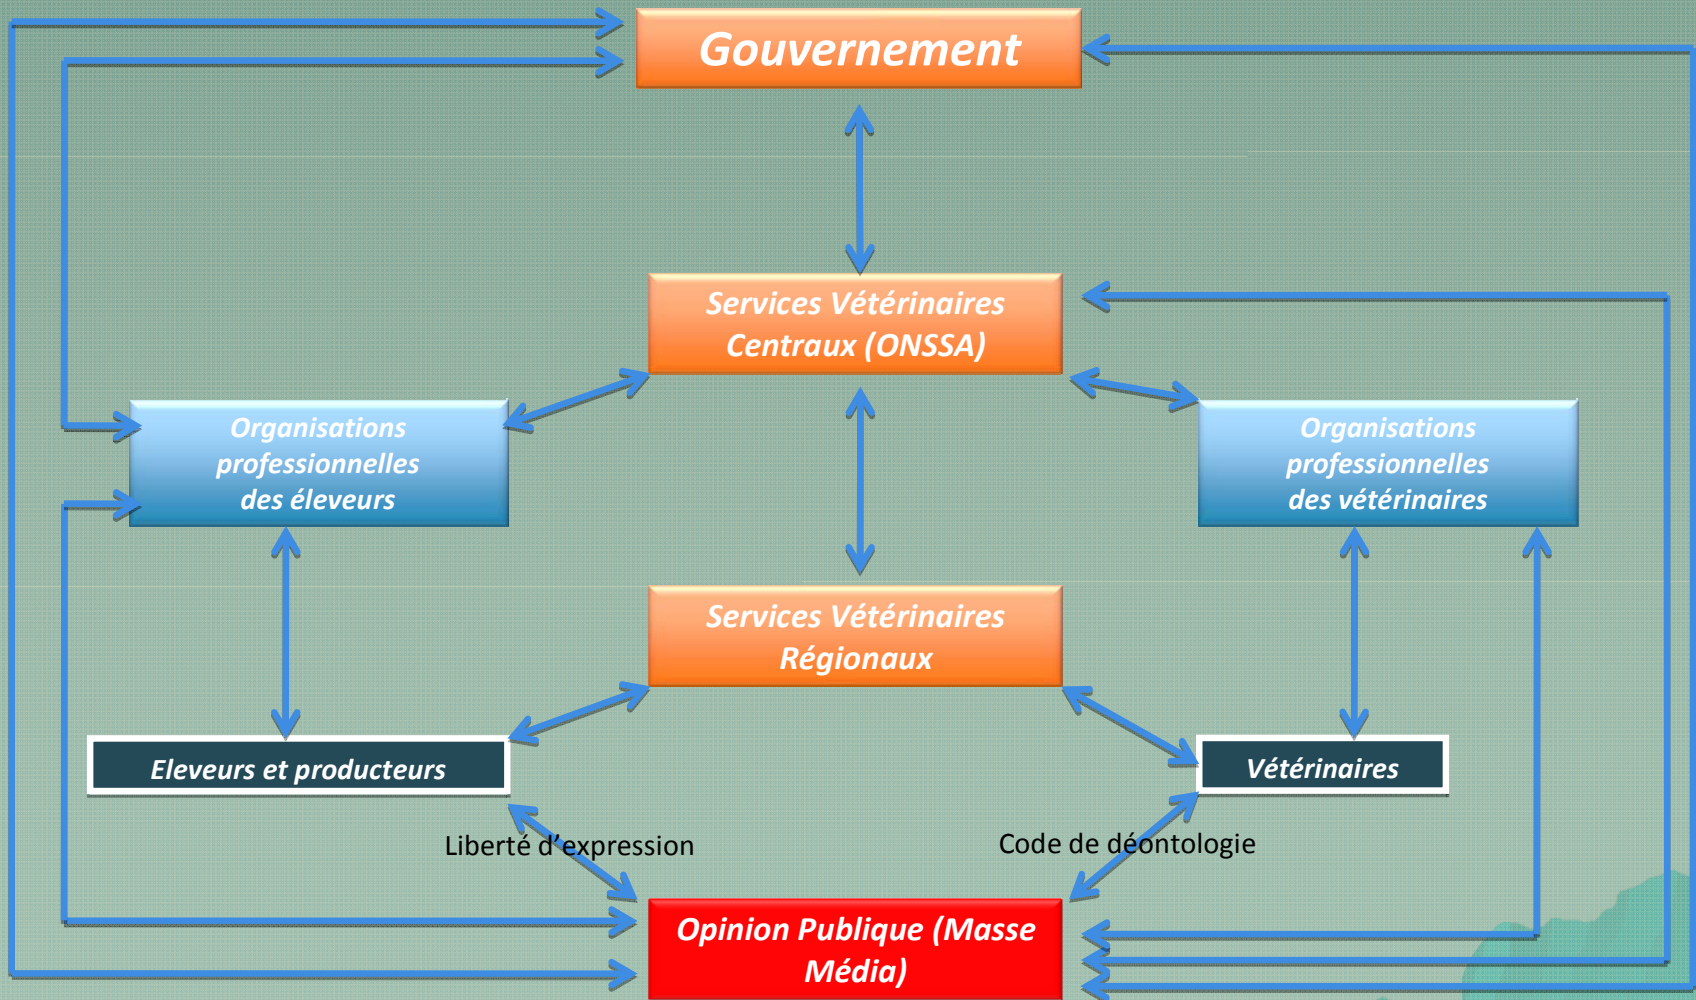 Gouvernement
Services Vétérinaires
Centraux (ONSSA)
Organisations
professionnelles
des éleveurs
Organisations
professionnelles
des vétérinaires
Services Vétérinaires
Régionaux
Eleveurs et producteurs
Vétérinaires
Liberté d’expression
Code de déontologie
Opinion Publique (Masse
Média)